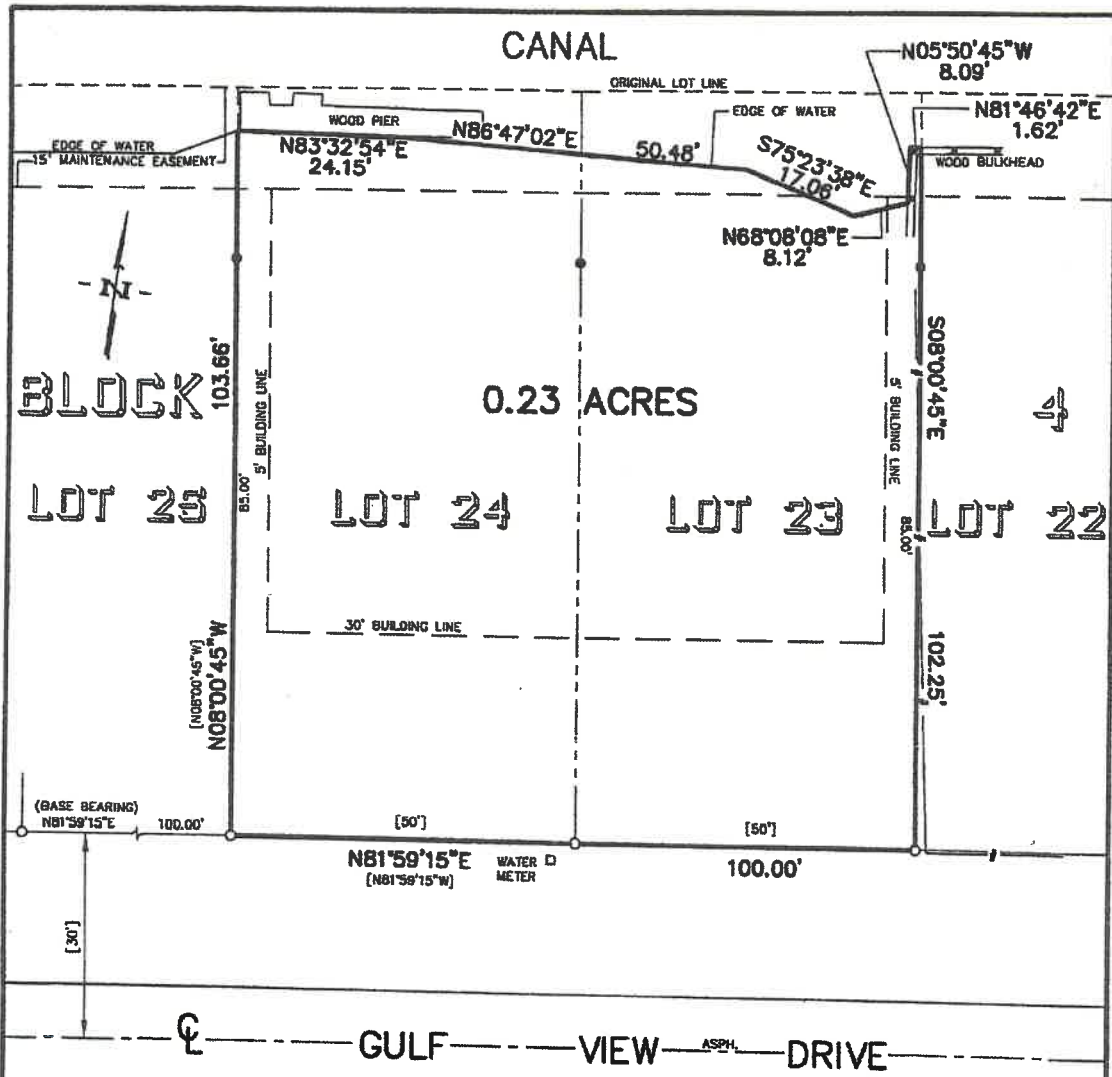 CANAL
N05°50'45"W
8.09'
ORIGINAL LOT LINE
N81°46'42"E
1.62'
WOOD PIER
EDGE OF WATER
N86°47'02"E
50.48'
EDGE OF WATER
15' MAINTENANCE EASEMENT
N83°32'54"E
24.15'
S75°23'38"E
17.06'
WOOD BULKHEAD
N68°08'08"E
8.12'
N
103.66'
S08°00'45"E
BLOCK
4
5' BUILDING LINE
0.23 ACRES
5' BUILDING LINE
85.00'
85.00'
LOT 25
LOT 24
LOT 23
LOT 22
30' BUILDING LINE
[N08°00'45"W]
N08°00'45"W
102.25'
(BASE BEARING)
N81°59'15"E
100.00'
[50']
[50']
N81°59'15"E
[N81°59'15"W]
WATER
METER
100.00'
[30']
℄ GULF VIEW ASPH. DRIVE